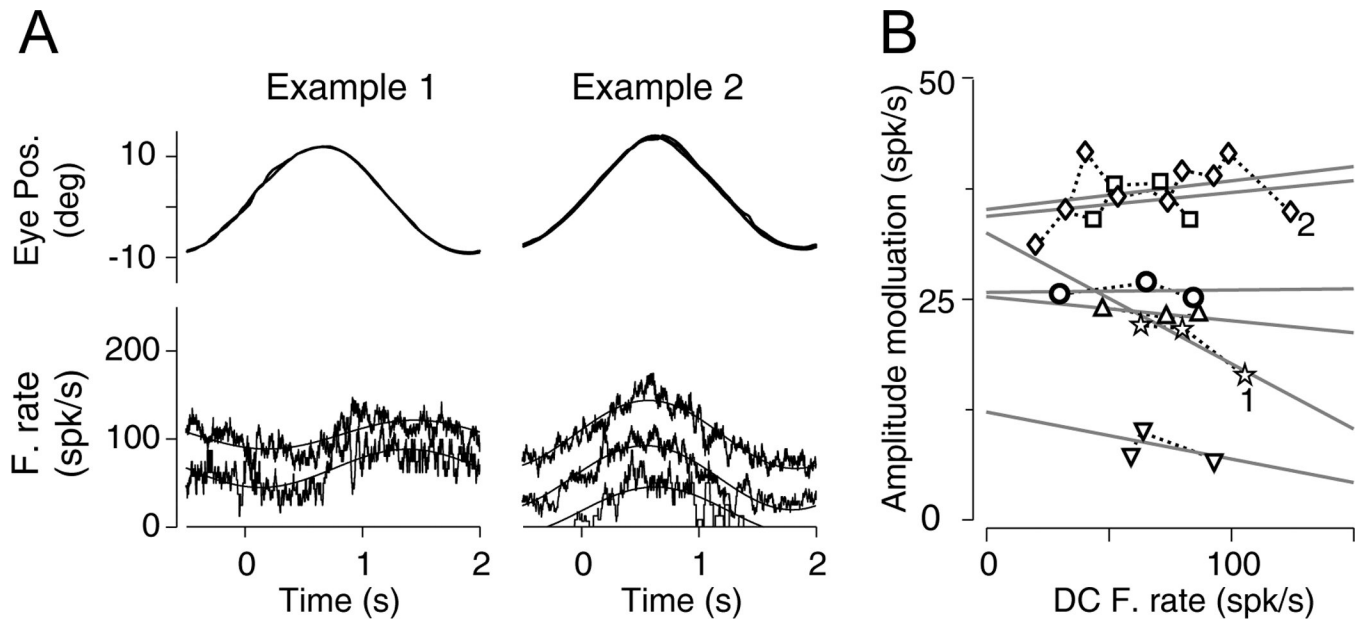 A
Example 1
Example 2
Eye Pos.
(deg)
10
-10
F. rate
(spk/s)
200
100
0
0
1
2
0
1
2
Time (s)
Time (s)
B
Amplitude modluation (spk/s)
50
25
0
2
1
0
100
DC F. rate (spk/s)